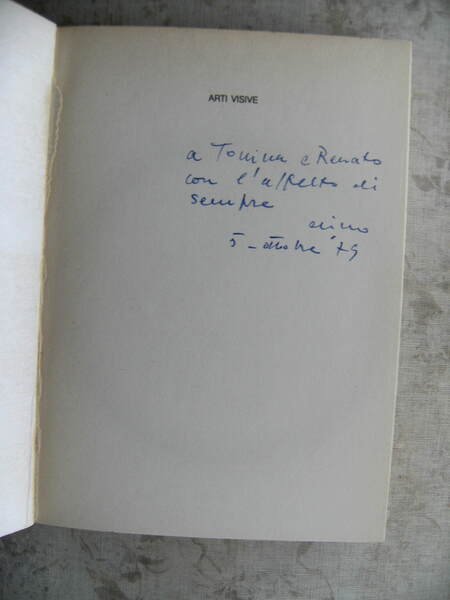 ARTI VISIVE
a Tonina e Renato
con l'affetto di
sempre
5 - ottobre '79